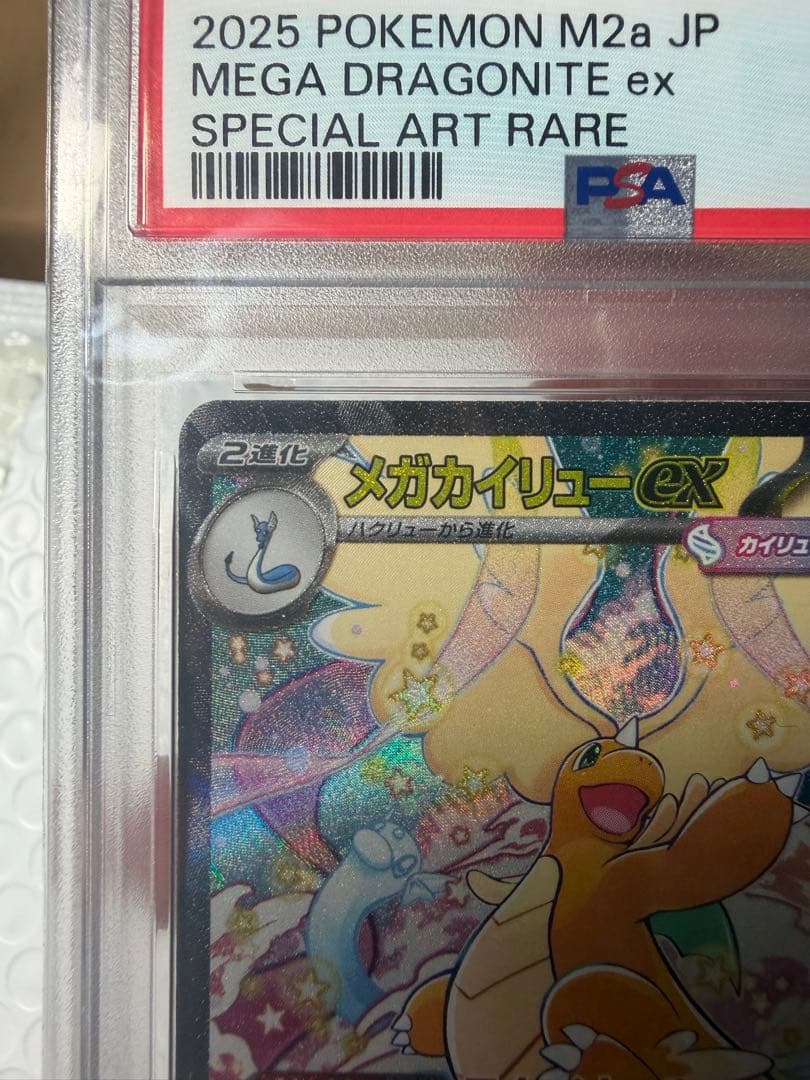 2025 POKEMON M2a JP
MEGA DRAGONITE ex
SPECIAL ART RARE
PSA
2進化
メガカイリューex
ハクリューから進化
カイリュ